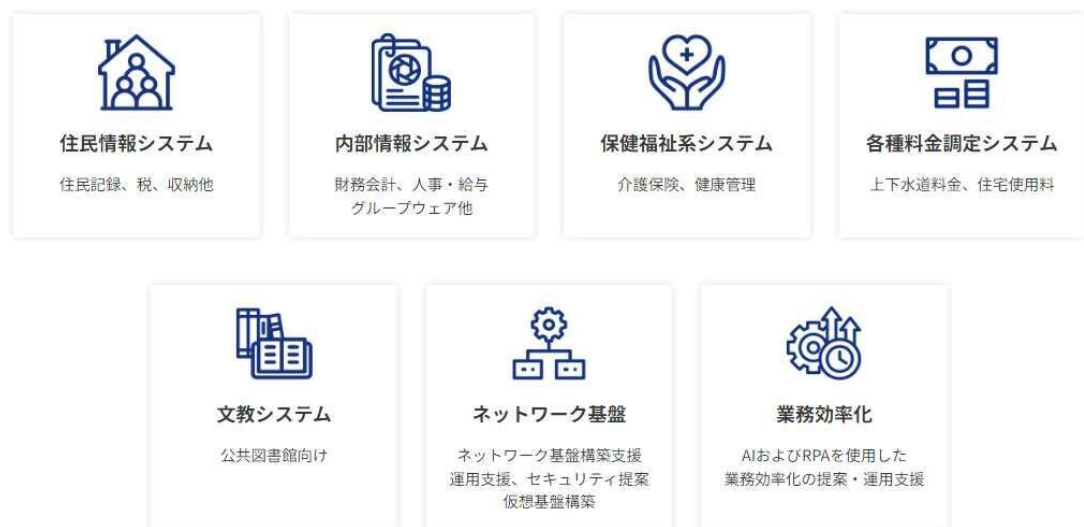 住民情報システム
住民記録、税、収納他
内部情報システム
財務会計、人事・給与
グループウェア他
保健福祉系システム
介護保険、健康管理
各種料金調定システム
上下水道料金、住宅使用料
文教システム
公共図書館向け
ネットワーク基盤
ネットワーク基盤構築支援
運用支援、セキュリティ提案
仮想基盤構築
業務効率化
AIおよびRPAを使用した
業務効率化の提案・運用支援